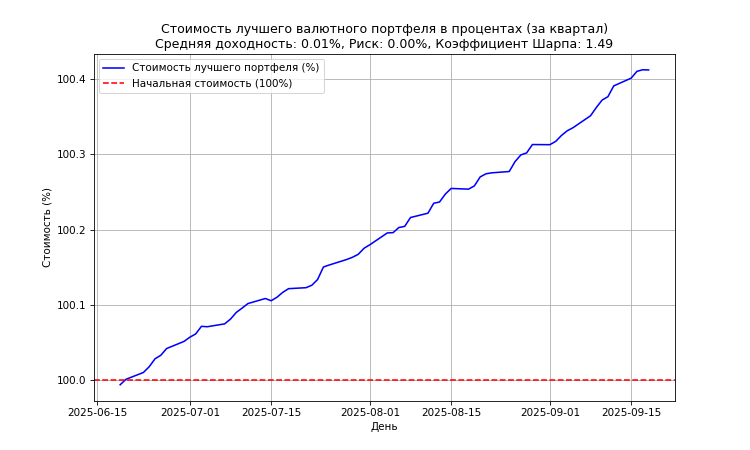 Стоимость лучшего валютного портфеля в процентах (за квартал)
Средняя доходность: 0.01%, Риск: 0.00%, Коэффициент Шарпа: 1.49
Стоимость лучшего портфеля (%)
Начальная стоимость (100%)
Стоимость (%)
100.4
100.3
100.2
100.1
100.0
2025-06-15
2025-07-01
2025-07-15
2025-08-01
2025-08-15
2025-09-01
2025-09-15
День